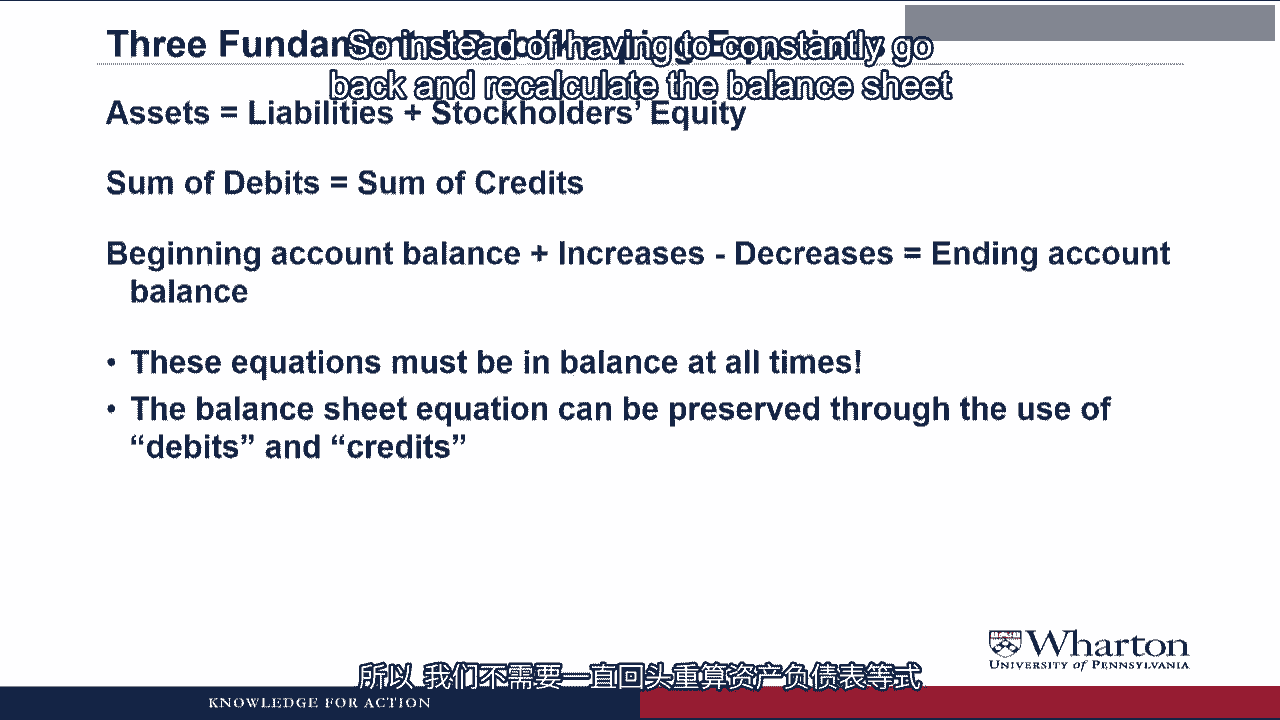 Three Fundamental Bookkeeping Equations
So instead of having to constantly go
back and recalculate the balance sheet
Assets = Liabilities + Stockholders’ Equity
Sum of Debits = Sum of Credits
Beginning account balance + Increases - Decreases = Ending account
balance
• These equations must be in balance at all times!
• The balance sheet equation can be preserved through the use of
“debits” and “credits”
Wharton
UNIVERSITY of PENNSYLVANIA
所以 我们不需要一直回头重算资产负债表等式
KNOWLEDGE FOR ACTION